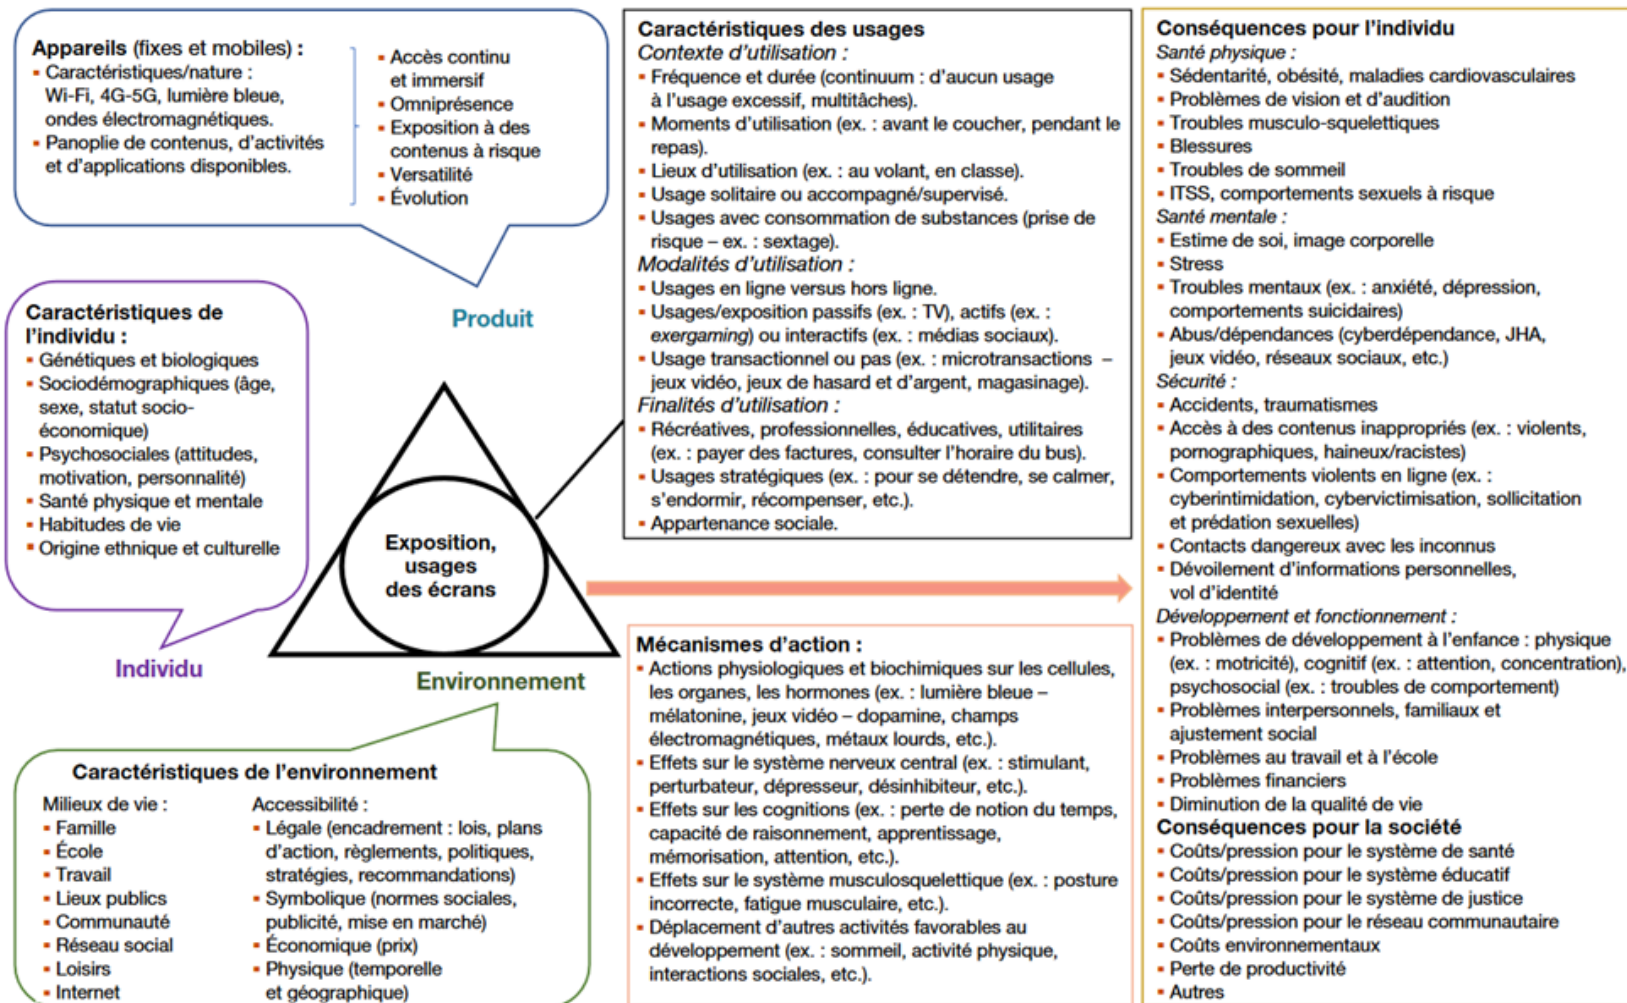 Appareils (fixes et mobiles) :
▪ Caractéristiques/nature :
Wi-Fi, 4G-5G, lumière bleue,
ondes électromagnétiques.
▪ Panoplie de contenus, d'activités
et d'applications disponibles.
▪ Accès continu
et immersif
▪ Omniprésence
▪ Exposition à des
contenus à risque
▪ Versatilité
▪ Évolution
Produit
Caractéristiques de
l'individu :
▪ Génétiques et biologiques
▪ Sociodémographiques (âge,
sexe, statut socio-
économique)
▪ Psychosociales (attitudes,
motivation, personnalité)
▪ Santé physique et mentale
▪ Habitudes de vie
▪ Origine ethnique et culturelle
Individu
Exposition,
usages
des écrans
Environnement
Caractéristiques de l'environnement
Milieux de vie :
▪ Famille
▪ École
▪ Travail
▪ Lieux publics
▪ Communauté
▪ Réseau social
▪ Loisirs
▪ Internet
Accessibilité :
▪ Légale (encadrement : lois, plans
d'action, règlements, politiques,
stratégies, recommandations)
▪ Symbolique (normes sociales,
publicité, mise en marché)
▪ Économique (prix)
▪ Physique (temporelle
et géographique)
Caractéristiques des usages
Contexte d'utilisation :
▪ Fréquence et durée (continuum : d'aucun usage
à l'usage excessif, multitâches).
▪ Moments d'utilisation (ex. : avant le coucher, pendant le
repas).
▪ Lieux d'utilisation (ex. : au volant, en classe).
▪ Usage solitaire ou accompagné/supervisé.
▪ Usages avec consommation de substances (prise de
risque – ex. : sextage).
Modalités d'utilisation :
▪ Usages en ligne versus hors ligne.
▪ Usages/exposition passifs (ex. : TV), actifs (ex. :
exergaming) ou interactifs (ex. : médias sociaux).
▪ Usage transactionnel ou pas (ex. : microtransactions –
jeux vidéo, jeux de hasard et d'argent, magasinage).
Finalités d'utilisation :
▪ Récréatives, professionnelles, éducatives, utilitaires
(ex. : payer des factures, consulter l'horaire du bus).
▪ Usages stratégiques (ex. : pour se détendre, se calmer,
s'endormir, récompenser, etc.).
▪ Appartenance sociale.
Mécanismes d'action :
▪ Actions physiologiques et biochimiques sur les cellules,
les organes, les hormones (ex. : lumière bleue –
mélatonine, jeux vidéo – dopamine, champs
électromagnétiques, métaux lourds, etc.).
▪ Effets sur le système nerveux central (ex. : stimulant,
perturbateur, dépresseur, désinhibiteur, etc.).
▪ Effets sur les cognitions (ex. : perte de notion du temps,
capacité de raisonnement, apprentissage,
mémorisation, attention, etc.).
▪ Effets sur le système musculosquelettique (ex. : posture
incorrecte, fatigue musculaire, etc.).
▪ Déplacement d'autres activités favorables au
développement (ex. : sommeil, activité physique,
interactions sociales, etc.).
Conséquences pour l'individu
Santé physique :
▪ Sédentarité, obésité, maladies cardiovasculaires
▪ Problèmes de vision et d'audition
▪ Troubles musculo-squelettiques
▪ Blessures
▪ Troubles de sommeil
▪ ITSS, comportements sexuels à risque
Santé mentale :
▪ Estime de soi, image corporelle
▪ Stress
▪ Troubles mentaux (ex. : anxiété, dépression,
comportements suicidaires)
▪ Abus/dépendances (cyberdépendance, JHA,
jeux vidéo, réseaux sociaux, etc.)
Sécurité :
▪ Accidents, traumatismes
▪ Accès à des contenus inappropriés (ex. : violents,
pornographiques, haineux/racistes)
▪ Comportements violents en ligne (ex. :
cyberintimidation, cybervictimisation, sollicitation
et prédation sexuelles)
▪ Contacts dangereux avec les inconnus
▪ Dévoilement d'informations personnelles,
vol d'identité
Développement et fonctionnement :
▪ Problèmes de développement à l'enfance : physique
(ex. : motricité), cognitif (ex. : attention, concentration),
psychosocial (ex. : troubles de comportement)
▪ Problèmes interpersonnels, familiaux et
ajustement social
▪ Problèmes au travail et à l'école
▪ Problèmes financiers
▪ Diminution de la qualité de vie
Conséquences pour la société
▪ Coûts/pression pour le système de santé
▪ Coûts/pression pour le système éducatif
▪ Coûts/pression pour le système de justice
▪ Coûts/pression pour le réseau communautaire
▪ Coûts environnementaux
▪ Perte de productivité
▪ Autres